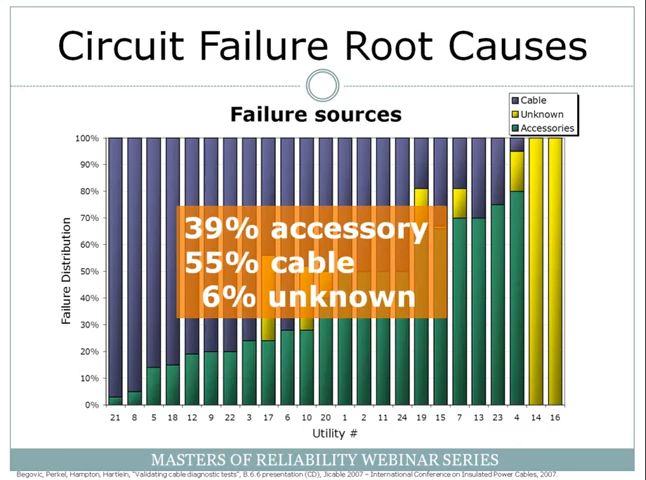 Circuit Failure Root Causes
Failure sources
Cable
Unknown
Accessories
100%
90%
80%
70%
60%
50%
40%
30%
20%
10%
0%
Failure Distribution
39% accessory
55% cable
6% unknown
21 8 5 18 12 9 22 3 17 6 10 20 1 2 11 24 19 15 7 13 23 4 14 16
Utility #
MASTERS OF RELIABILITY WEBINAR SERIES
Begovic, Perkel, Hampton, Hartlein, "Validating cable diagnostic tests", B.6.6 presentation (CD), Jicable 2007 – International Conference on Insulated Power Cables, 2007.